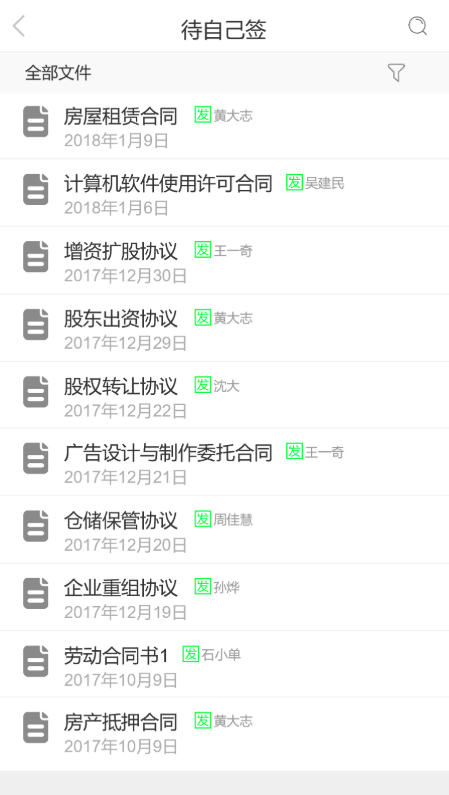 待自己签
全部文件
房屋租赁合同 发 黄大志
2018年1月9日
计算机软件使用许可合同 发 吴建民
2018年1月6日
增资扩股协议 发 王一奇
2017年12月30日
股东出资协议 发 黄大志
2017年12月29日
股权转让协议 发 沈大
2017年12月22日
广告设计与制作委托合同 发 王一奇
2017年12月21日
仓储保管协议 发 周佳慧
2017年12月20日
企业重组协议 发 孙烨
2017年12月19日
劳动合同书1 发 石小单
2017年10月9日
房产抵押合同 发 黄大志
2017年10月9日